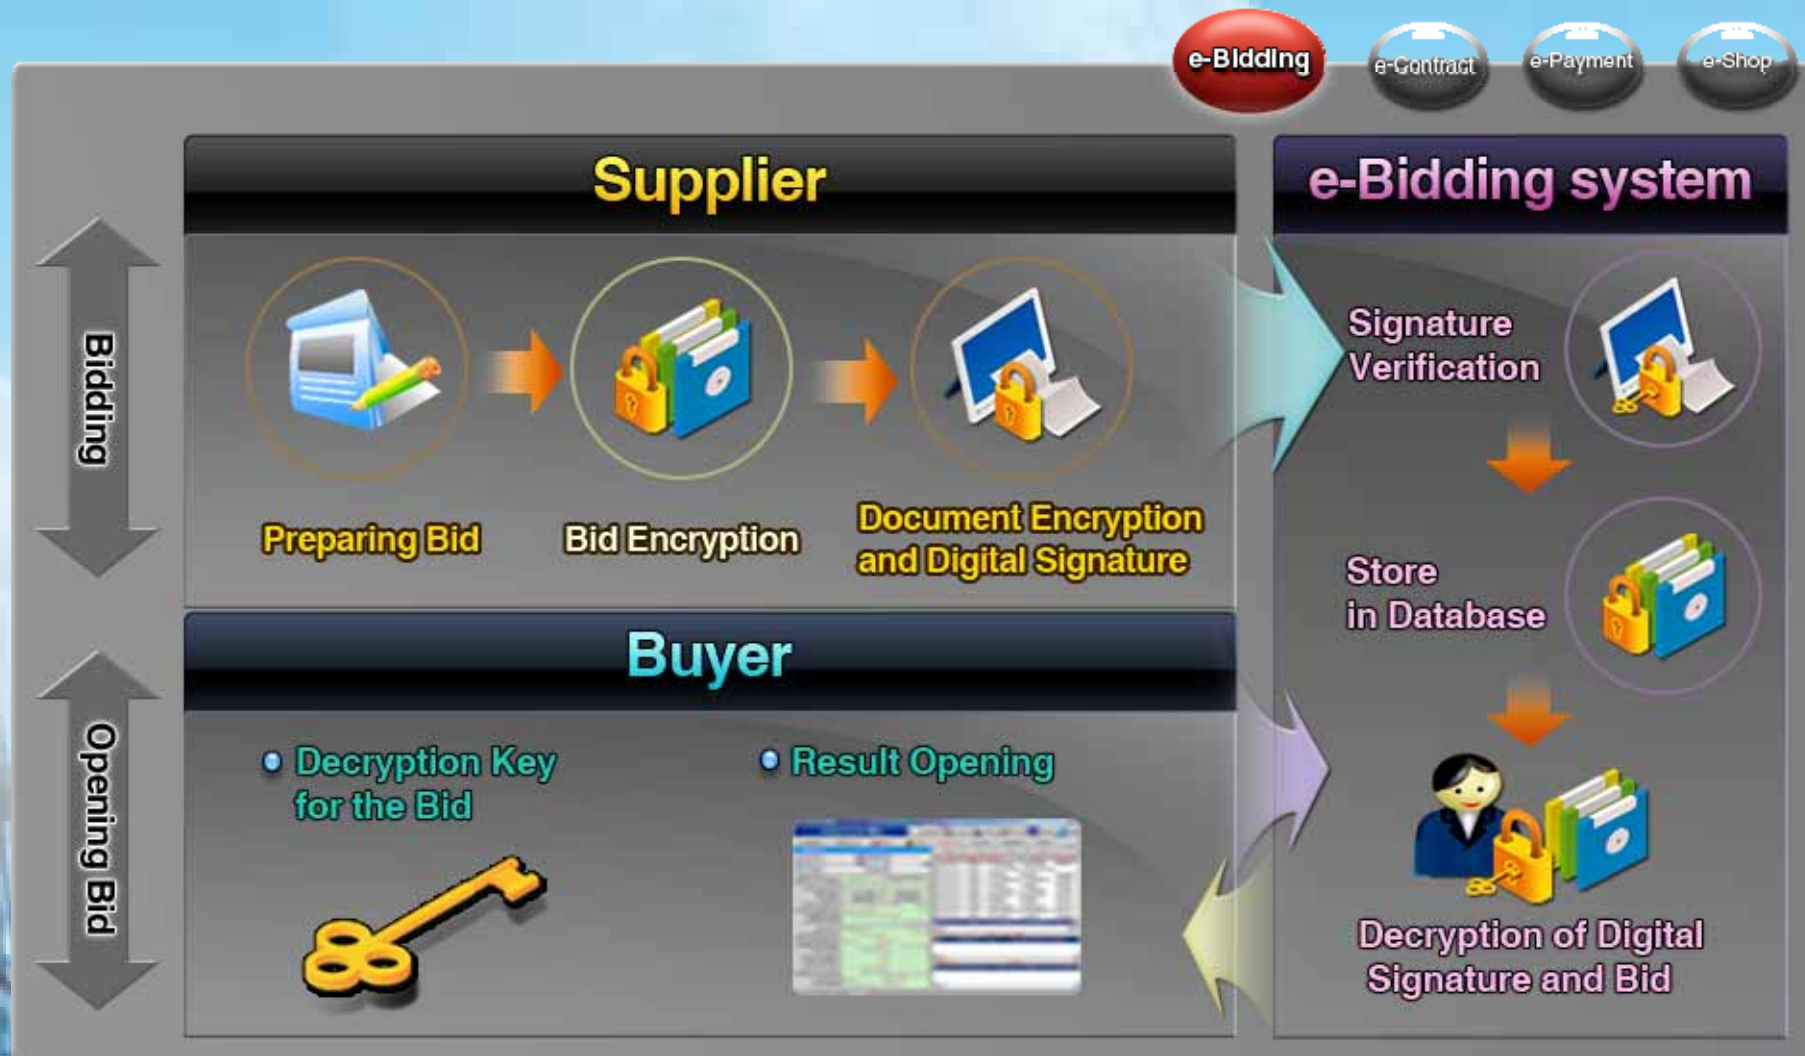 e-Bidding
e-Contract
e-Payment
e-Shop
Supplier
e-Bidding system
Bidding
Preparing Bid
Bid Encryption
Document Encryption
and Digital Signature
Signature
Verification
Store
in Database
Buyer
Opening Bid
Decryption Key
for the Bid
Result Opening
Decryption of Digital
Signature and Bid